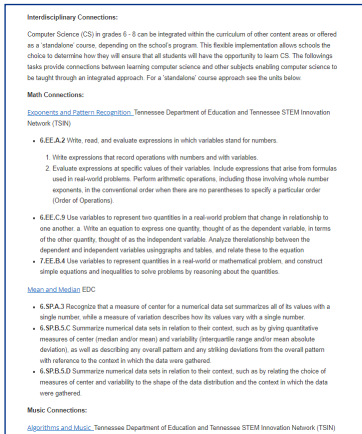 Interdisciplinary Connections:
Computer Science (CS) in grades 6 - 8 can be integrated within the curriculum of other content areas or offered
as a 'standalone' course, depending on the school's program. This flexible implementation allows schools the
choice to determine how they will ensure that all students will have the opportunity to learn CS. The followings
tasks provide connections between learning computer science and other subjects enabling computer science to
be taught through an integrated approach. For a 'standalone' course approach see the units below.
Math Connections:
Exponents and Pattern Recognition Tennessee Department of Education and Tennessee STEM Innovation
Network (TSIN)
• 6.EE.A.2 Write, read, and evaluate expressions in which variables stand for numbers.
1. Write expressions that record operations with numbers and with variables.
2. Evaluate expressions at specific values of their variables. Include expressions that arise from formulas
used in real-world problems. Perform arithmetic operations, including those involving whole number
exponents, in the conventional order when there are no parentheses to specify a particular order
(Order of Operations).
• 6.EE.C.9 Use variables to represent two quantities in a real-world problem that change in relationship to
one another. a. Write an equation to express one quantity, thought of as the dependent variable, in terms
of the other quantity, thought of as the independent variable. Analyze therelationship between the
dependent and independent variables usinggraphs and tables, and relate these to the equation
• 7.EE.B.4 Use variables to represent quantities in a real-world or mathematical problem, and construct
simple equations and inequalities to solve problems by reasoning about the quantities.
Mean and Median EDC
• 6.SP.A.3 Recognize that a measure of center for a numerical data set summarizes all of its values with a
single number, while a measure of variation describes how its values vary with a single number.
• 6.SP.B.5.C Summarize numerical data sets in relation to their context, such as by giving quantitative
measures of center (median and/or mean) and variability (interquartile range and/or mean absolute
deviation), as well as describing any overall pattern and any striking deviations from the overall pattern
with reference to the context in which the data were gathered.
• 6.SP.B.5.D Summarize numerical data sets in relation to their context, such as by relating the choice of
measures of center and variability to the shape of the data distribution and the context in which the data
were gathered.
Music Connections:
Algorithms and Music Tennessee Department of Education and Tennessee STEM Innovation Network (TSIN)